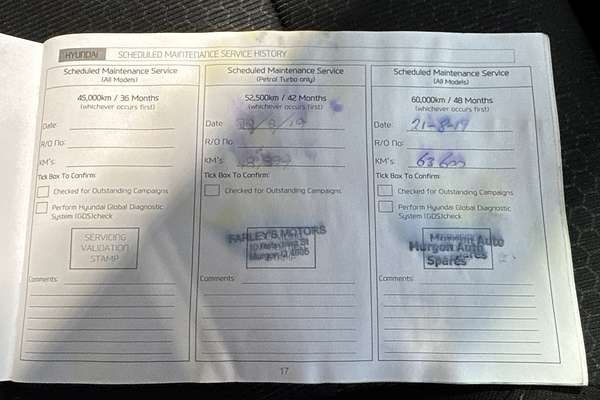 HYUNDAI SCHEDULED MAINTENANCE SERVICE HISTORY
Scheduled Maintenance Service
(All Models)
45,000km / 36 Months
(whichever occurs first)
Date:
R/O No:
KM's:
Tick Box To Confirm:
Checked for Outstanding Campaigns
Perform Hyundai Global Diagnostic
System (GDS)check
SERVICING
VALIDATION
STAMP
Comments:
Scheduled Maintenance Service
(Petrol Turbo only)
52,500km / 42 Months
(whichever occurs first)
Date
R/O No:
KM's:
Tick Box To Confirm:
Checked for Outstanding Campaigns
FARLEY'S MOTORS
Murgon Q 4605
Comments:
Scheduled Maintenance Service
(All Models)
60,000km / 48 Months
(whichever occurs first)
Date: 21-8-19
R/O No:
KM's: 63600
Tick Box To Confirm:
Checked for Outstanding Campaigns
Perform Hyundai Global Diagnostic
System (GDS)check
Murgon Auto
Spares
Comments:
17